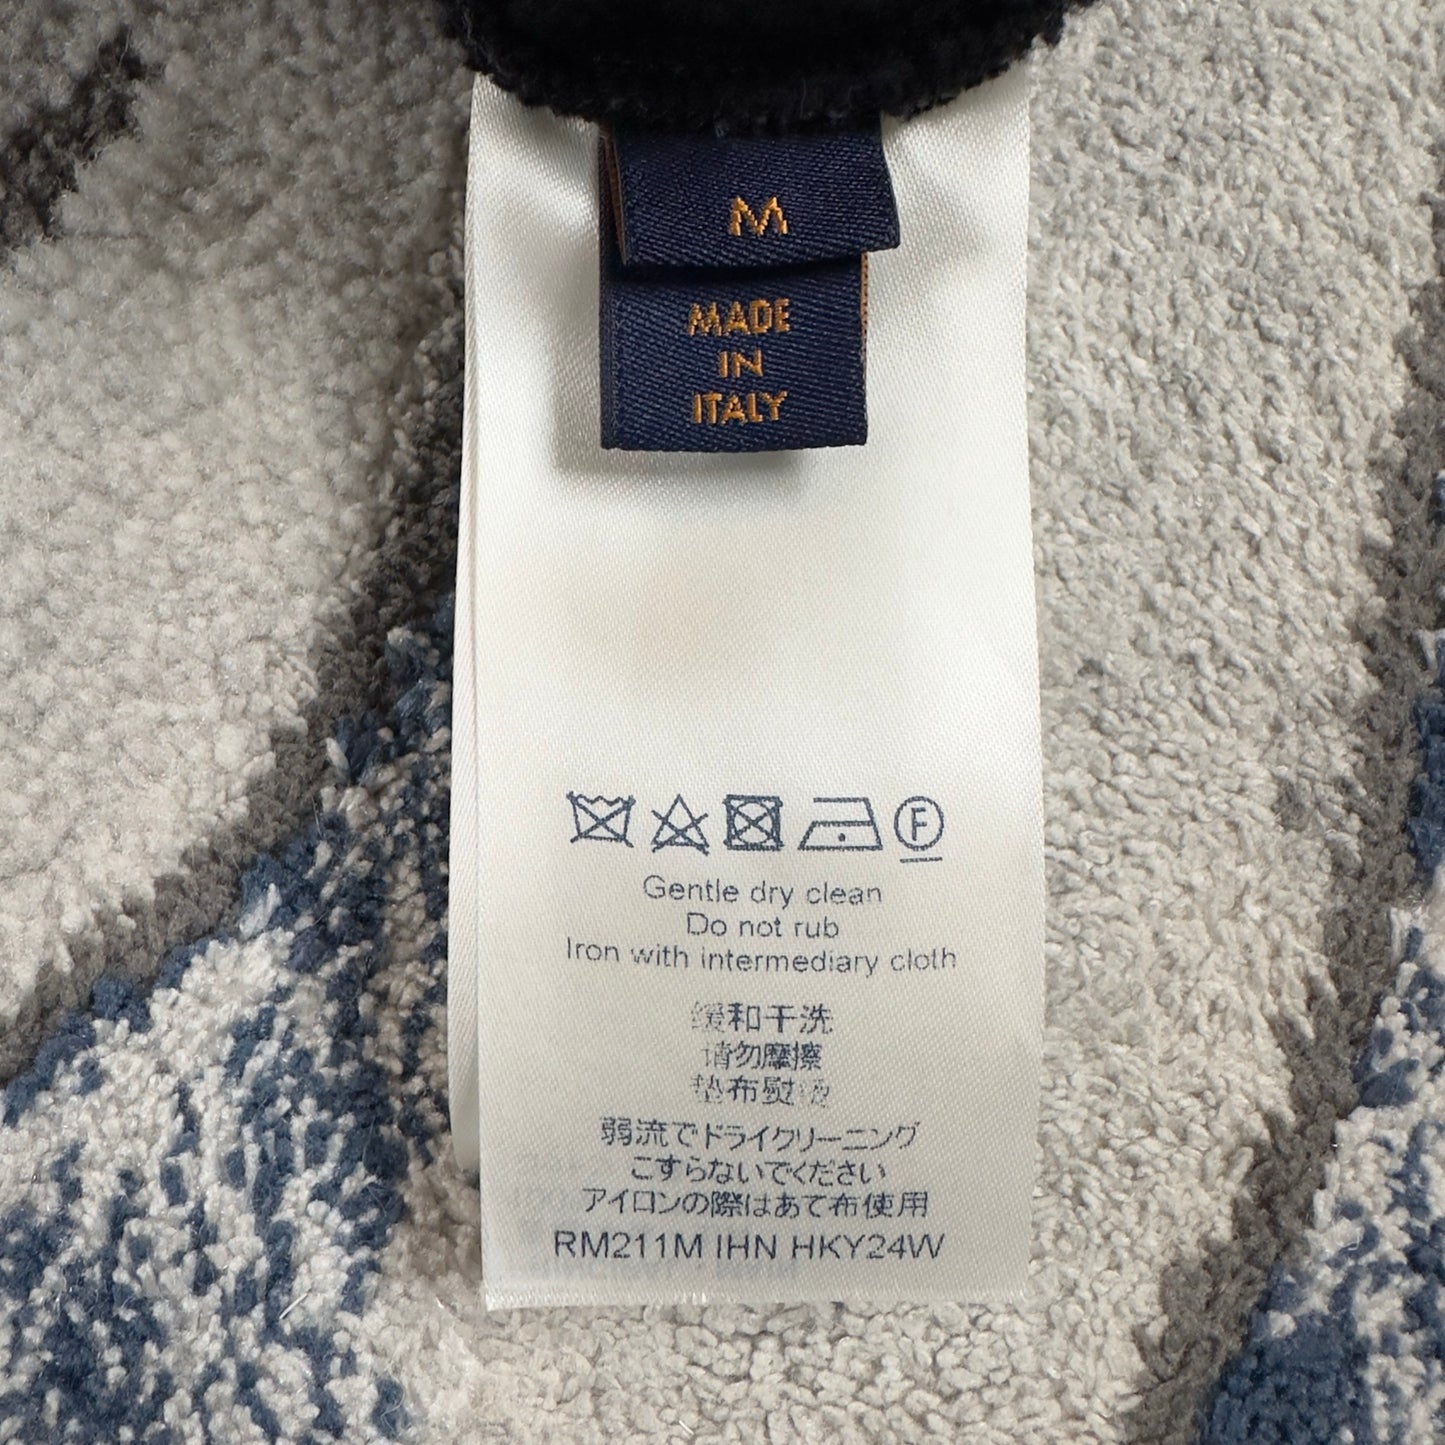 M
MADE
IN
ITALY
F
Gentle dry clean
Do not rub
Iron with intermediary cloth
缓和干洗
请勿摩擦
垫布熨烫
弱流でドライクリーニング
こすらないでください
アイロンの際はあて布使用
RM211M IHN HKY24W